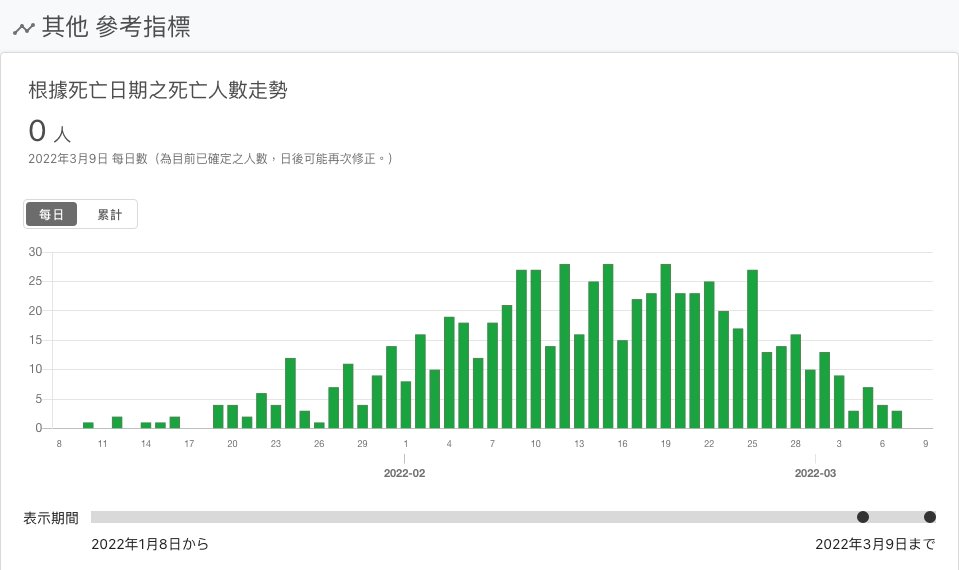 其他 參考指標
根據死亡日期之死亡人數走勢
0 人
2022年3月9日 每日數（為目前已確定之人數，日後可能再次修正。）
每日 累計
30
25
20
15
10
5
0
8 11 14 17 20 23 26 29 1 4 7 10 13 16 19 22 25 28 3 6 9
2022-02 2022-03
表示期間
2022年1月8日から 2022年3月9日まで